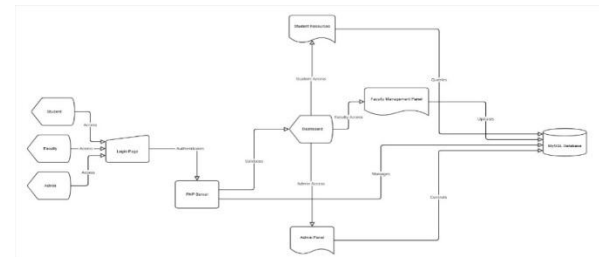 Student Resources
Student
Access
Faculty
Access
Login Page
Admin
Access
Authentication
PHP Server
Generates
Dashboard
Student Access
Faculty Access
Faculty Management Panel
Admin Access
Admin Panel
Queries
Uploads
Manages
Controls
MySQL Database